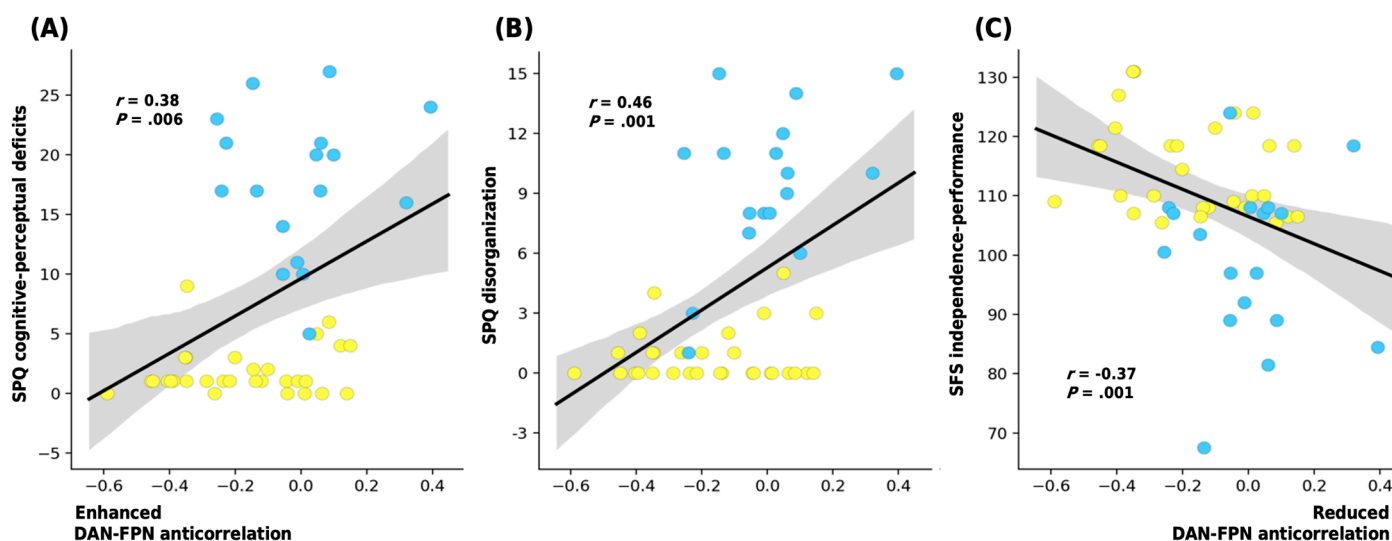 (A)
SPQ cognitive-perceptual deficits
r = 0.38
P = .006
25
20
15
10
5
0
−5
−0.6 −0.4 −0.2 0.0 0.2 0.4
Enhanced
DAN-FPN anticorrelation
(B)
SPQ disorganization
r = 0.46
P = .001
15
12
9
6
3
0
-3
−0.6 −0.4 −0.2 0.0 0.2 0.4
(C)
SFS independence-performance
130
120
110
100
90
80
70
r = -0.37
P = .001
−0.6 −0.4 −0.2 0.0 0.2 0.4
Reduced
DAN-FPN anticorrelation